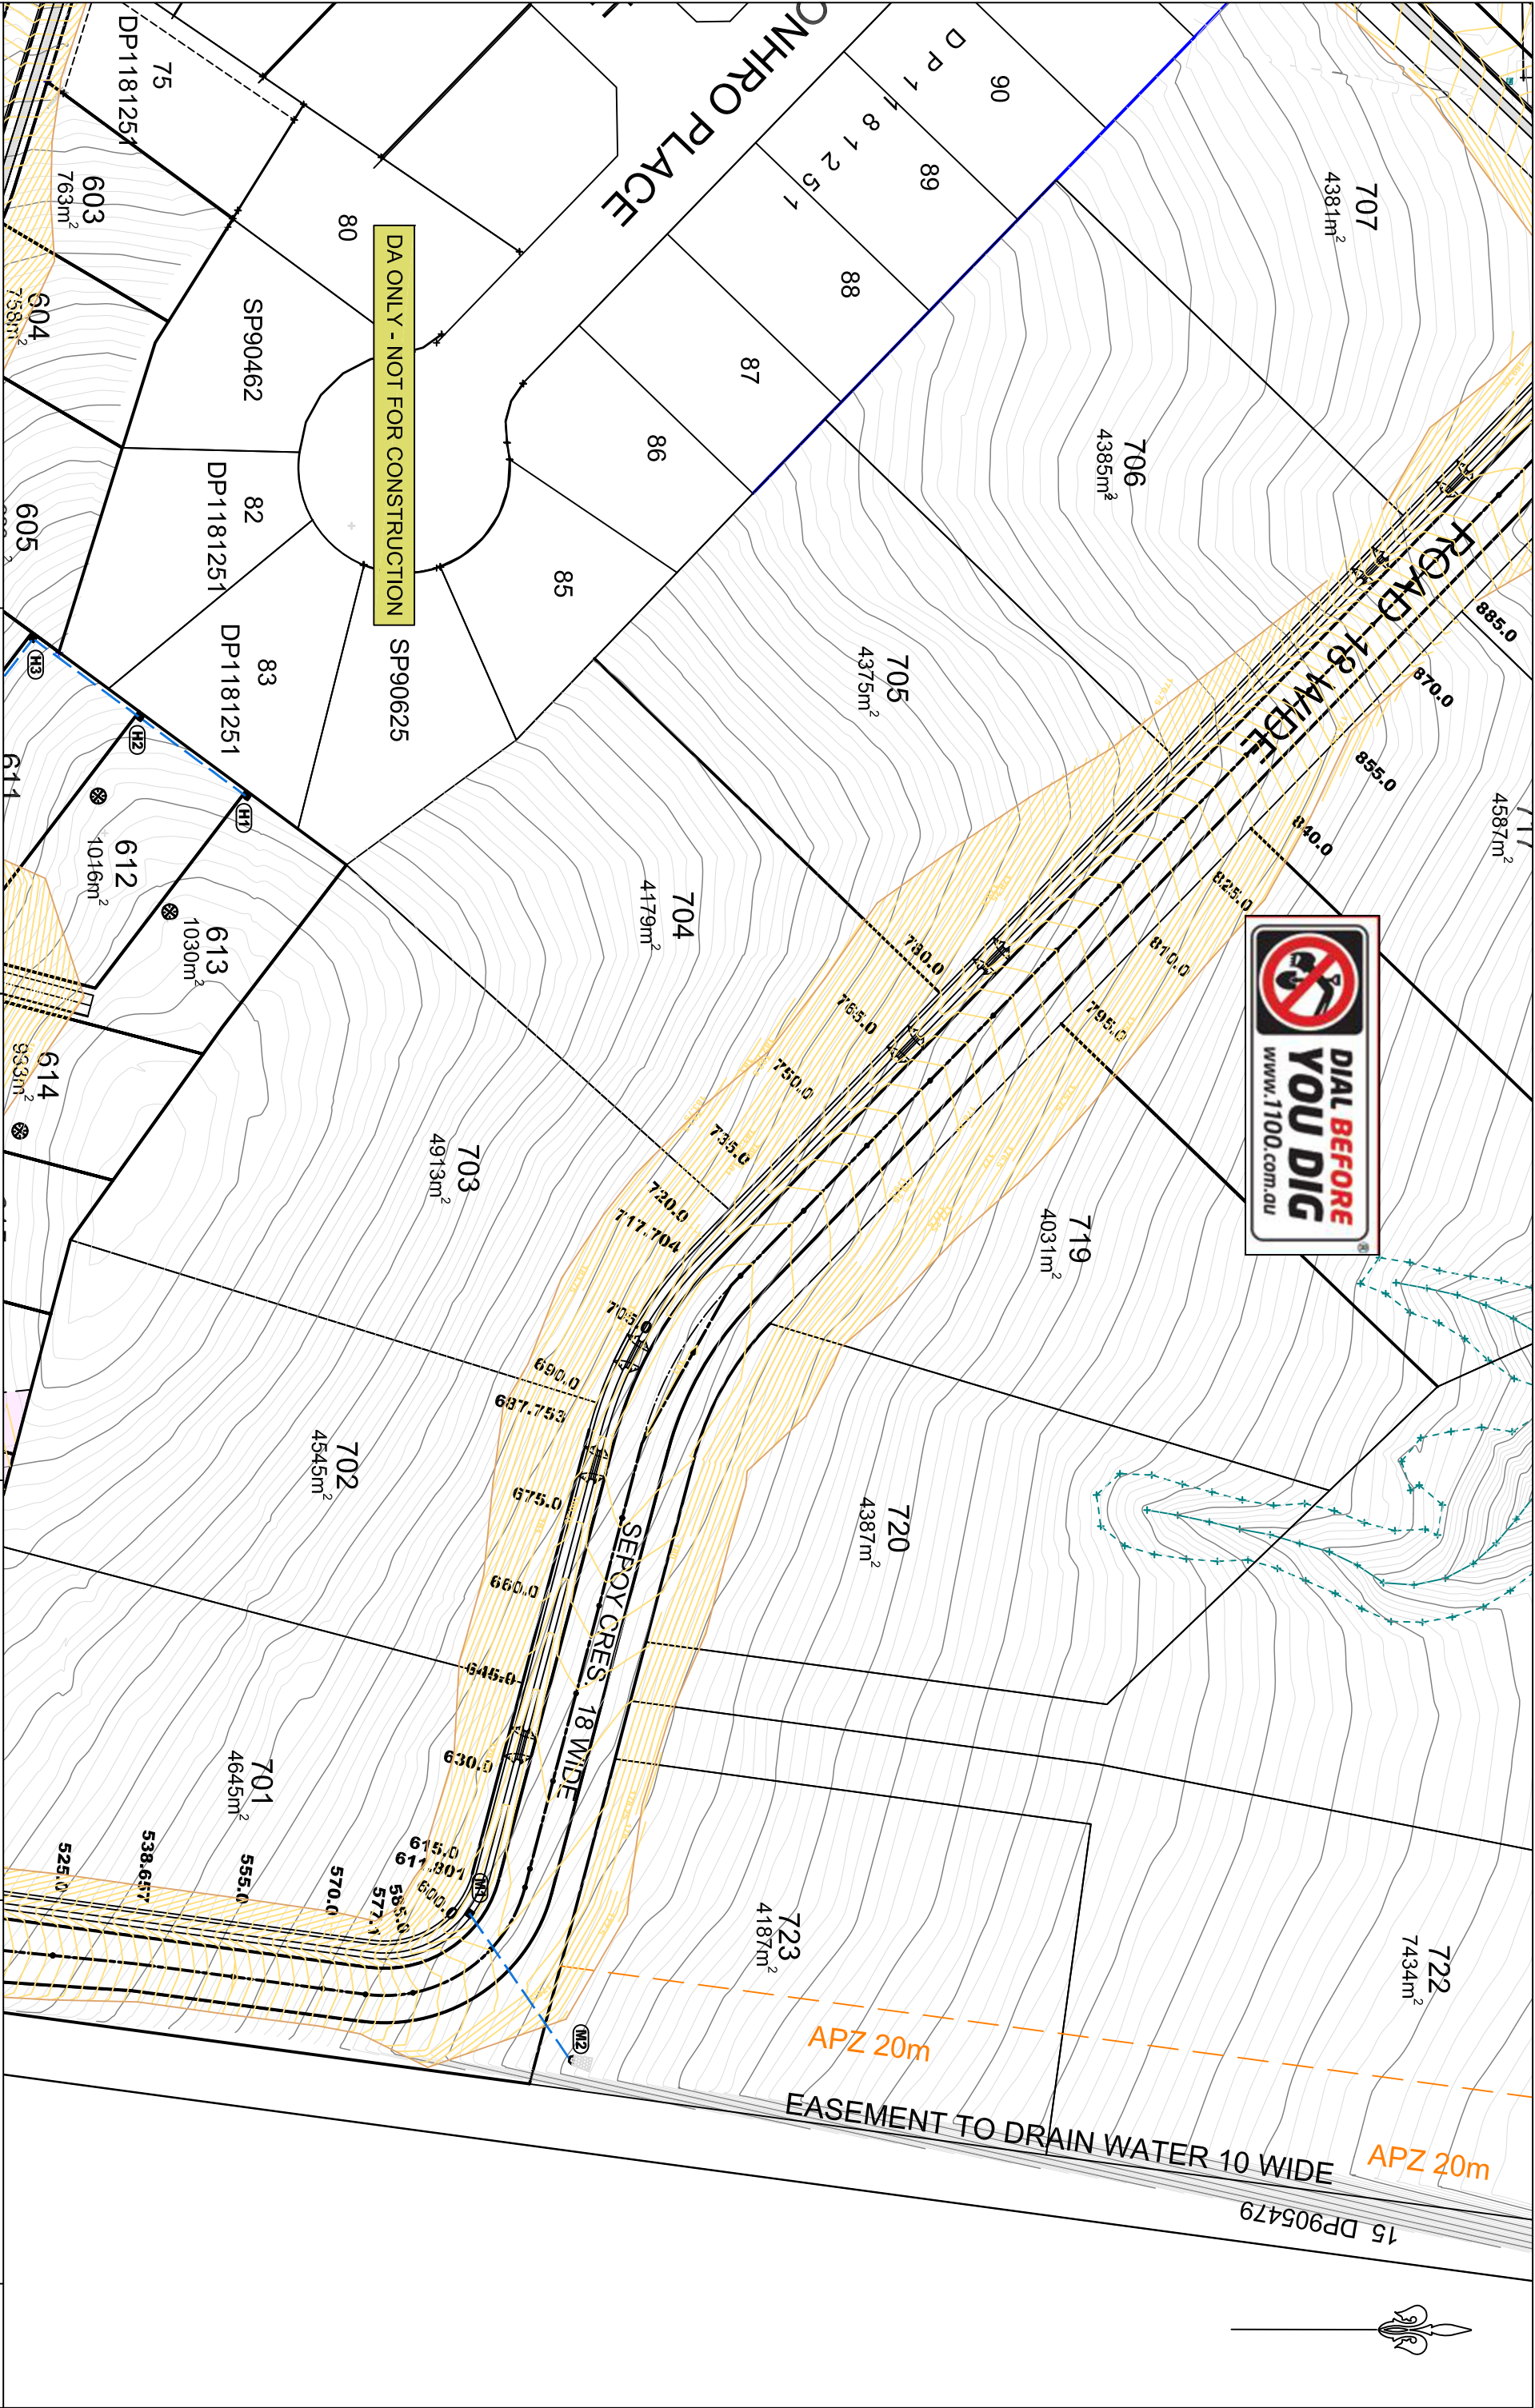 75
DP1181251
603
763m²
604
758m²
605
80
SP90462
82
DP1181251
83
DP1181251
SP90625
85
86
87
88
89
90
DP1181251
ONHRO PLACE
DA ONLY - NOT FOR CONSTRUCTION
707
4381m²
706
4385m²
705
4375m²
704
4179m²
703
4913m²
702
4545m²
701
4645m²
611
612
1016m²
613
1030m²
614
933m²
H3
H2
H1
M1
M2
ROAD 18 WIDE
SEPOY CRES. 18 WIDE
885.0
870.0
855.0
840.0
825.0
810.0
795.0
780.0
765.0
750.0
735.0
720.0
717.704
705.0
690.0
687.753
675.0
660.0
645.0
630.0
615.0
611.801
600.0
585.0
577.1
570.0
555.0
538.657
525.0
4587m²
719
4031m²
720
4387m²
723
4187m²
722
7434m²
DIAL BEFORE
YOU DIG
www.1100.com.au
®
APZ 20m
APZ 20m
EASEMENT TO DRAIN WATER 10 WIDE
15 DP905479